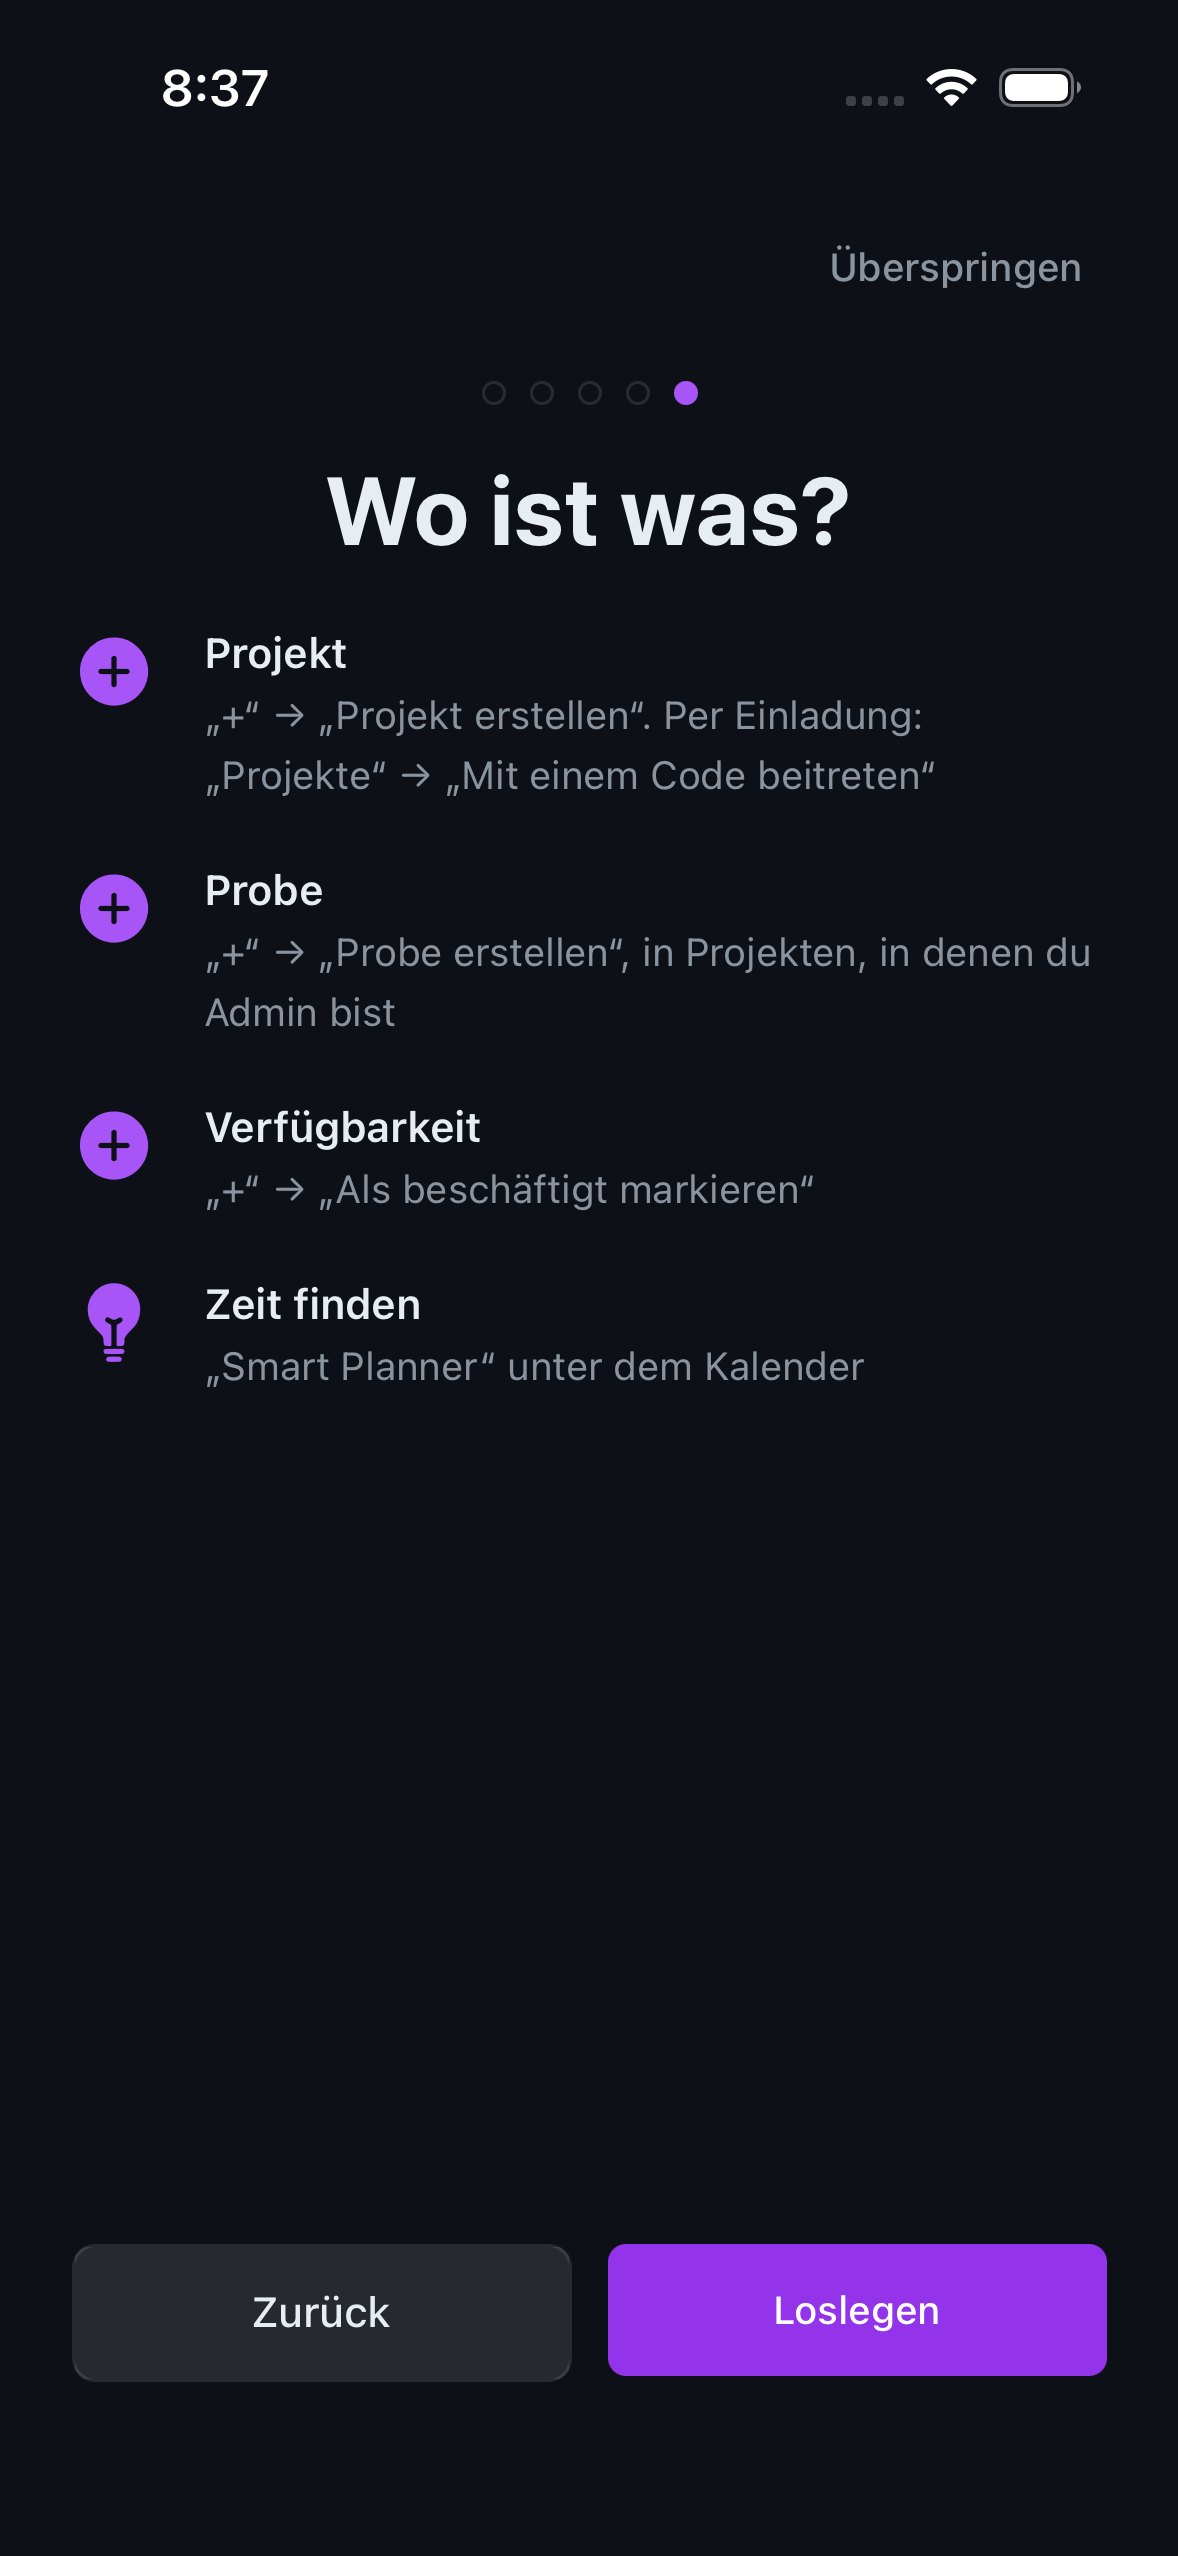 8:37
Überspringen
Wo ist was?
Projekt
„+“ → „Projekt erstellen“. Per Einladung:
„Projekte“ → „Mit einem Code beitreten“
Probe
„+“ → „Probe erstellen“, in Projekten, in denen du
Admin bist
Verfügbarkeit
„+“ → „Als beschäftigt markieren“
Zeit finden
„Smart Planner“ unter dem Kalender
Zurück
Loslegen